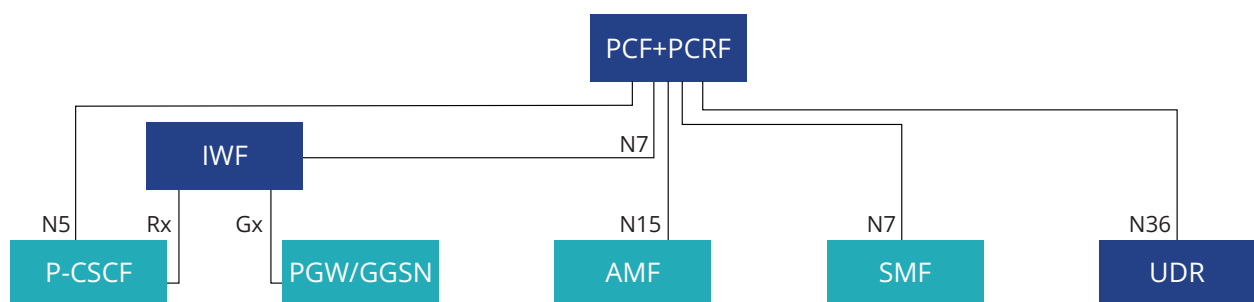 PCF+PCRF
IWF
N7
N5
Rx
Gx
N15
N7
N36
P-CSCF
PGW/GGSN
AMF
SMF
UDR